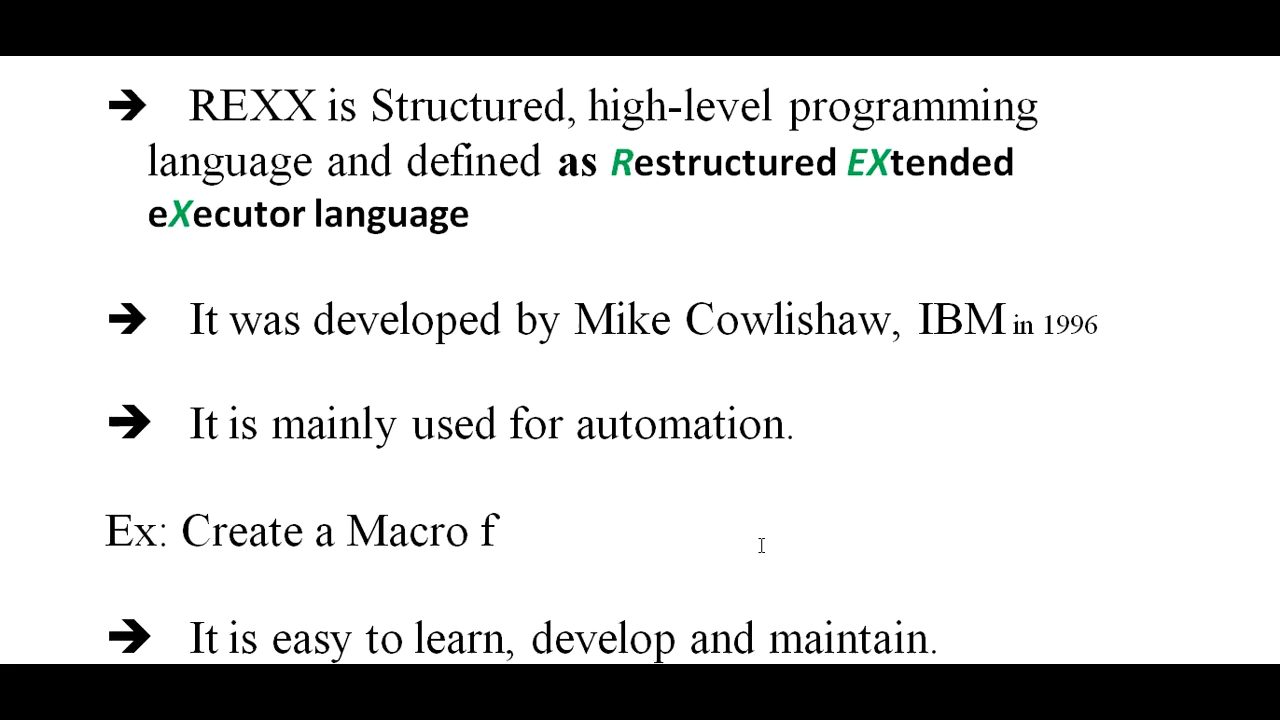 ➔ REXX is Structured, high-level programming
language and defined as Restructured EXtended
eXecutor language
➔ It was developed by Mike Cowlishaw, IBM in 1996
➔ It is mainly used for automation.
Ex: Create a Macro f
➔ It is easy to learn, develop and maintain.